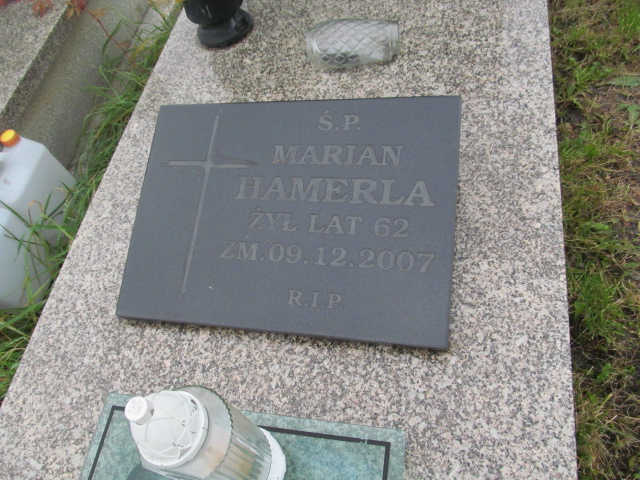 Ś.P.
MARIAN
HAMERLA
ŻYŁ LAT 62
ZM.09.12.2007
R.I.P.